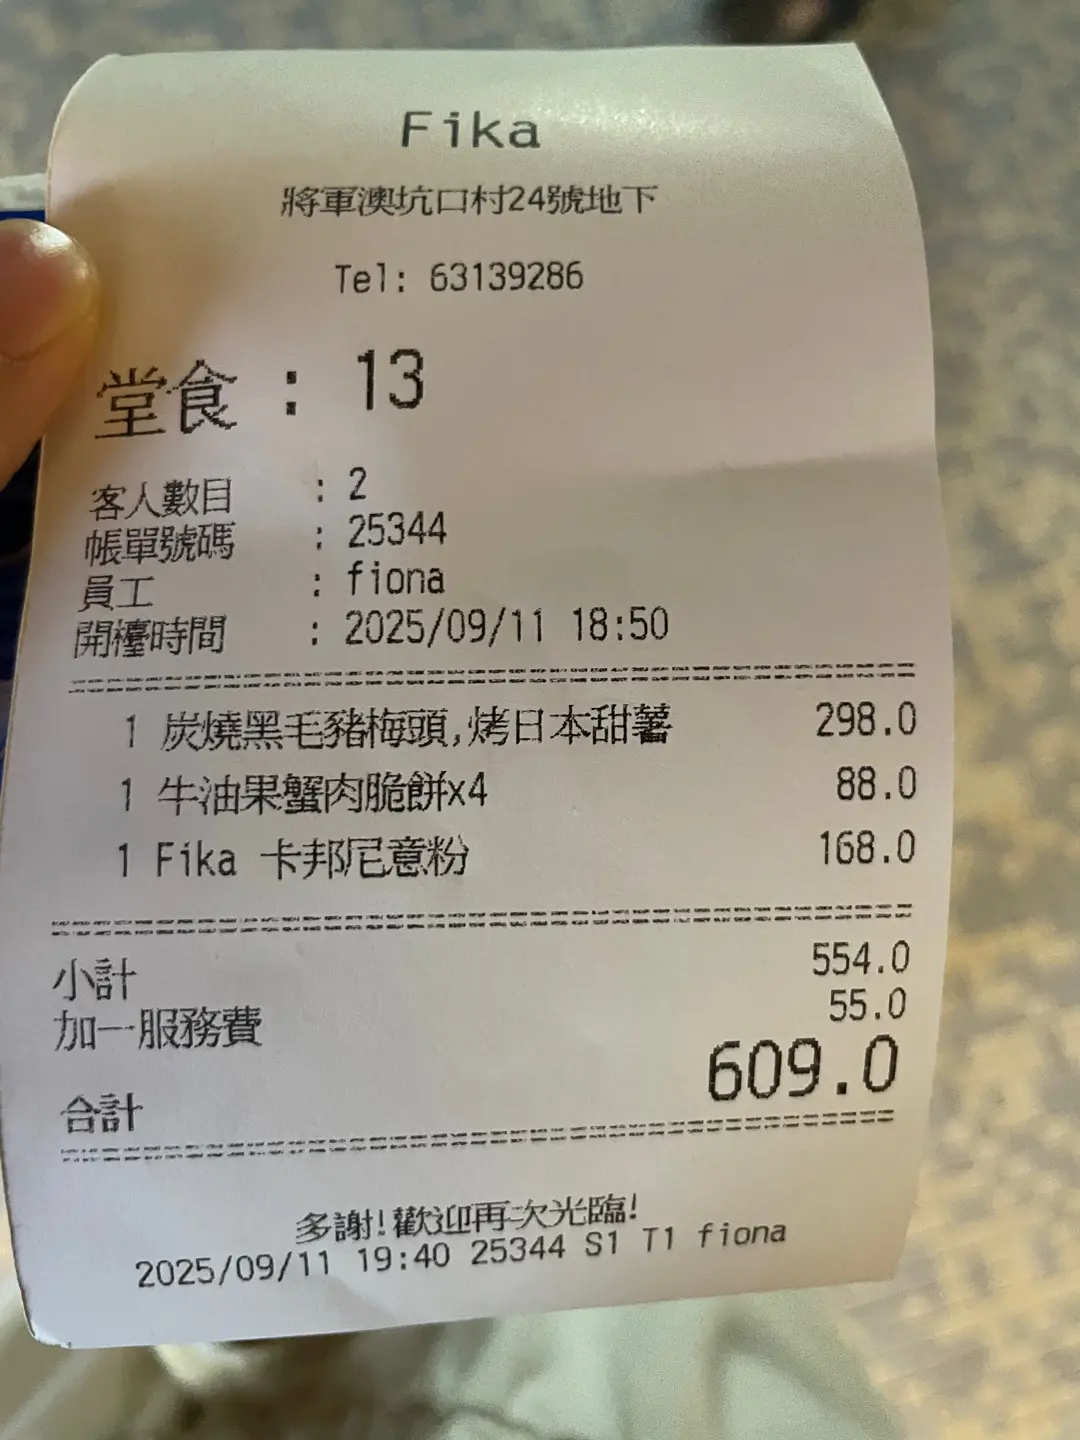 Fika
將軍澳坑口村24號地下
Tel: 63139286
堂食 : 13
客人數目 : 2
帳單號碼 : 25344
員工 : fiona
開檯時間 : 2025/09/11 18:50
1 炭燒黑毛豬梅頭,烤日本甜薯 298.0
1 牛油果蟹肉脆餅x4 88.0
1 Fika 卡邦尼意粉 168.0
小計 554.0
加一服務費 55.0
合計 609.0
多謝!歡迎再次光臨!
2025/09/11 19:40 25344 S1 T1 fiona